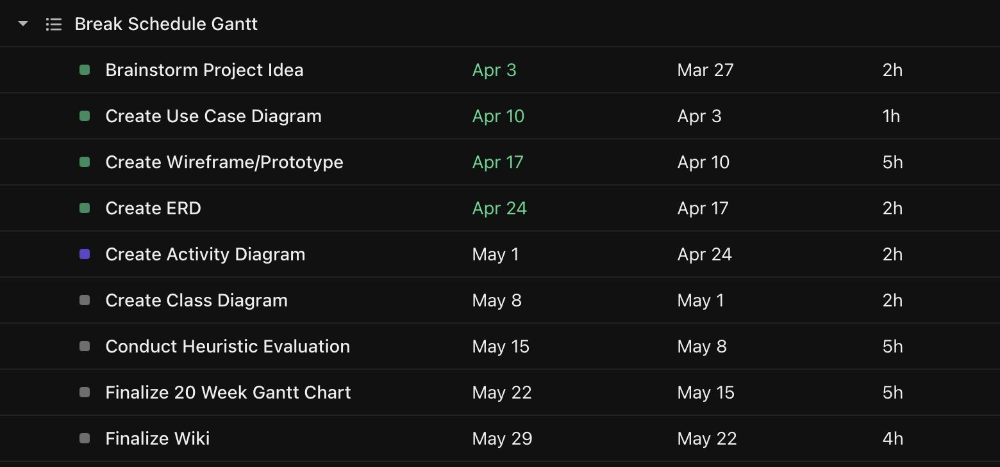 Break Schedule Gantt
Brainstorm Project Idea Apr 3 Mar 27 2h
Create Use Case Diagram Apr 10 Apr 3 1h
Create Wireframe/Prototype Apr 17 Apr 10 5h
Create ERD Apr 24 Apr 17 2h
Create Activity Diagram May 1 Apr 24 2h
Create Class Diagram May 8 May 1 2h
Conduct Heuristic Evaluation May 15 May 8 5h
Finalize 20 Week Gantt Chart May 22 May 15 5h
Finalize Wiki May 29 May 22 4h